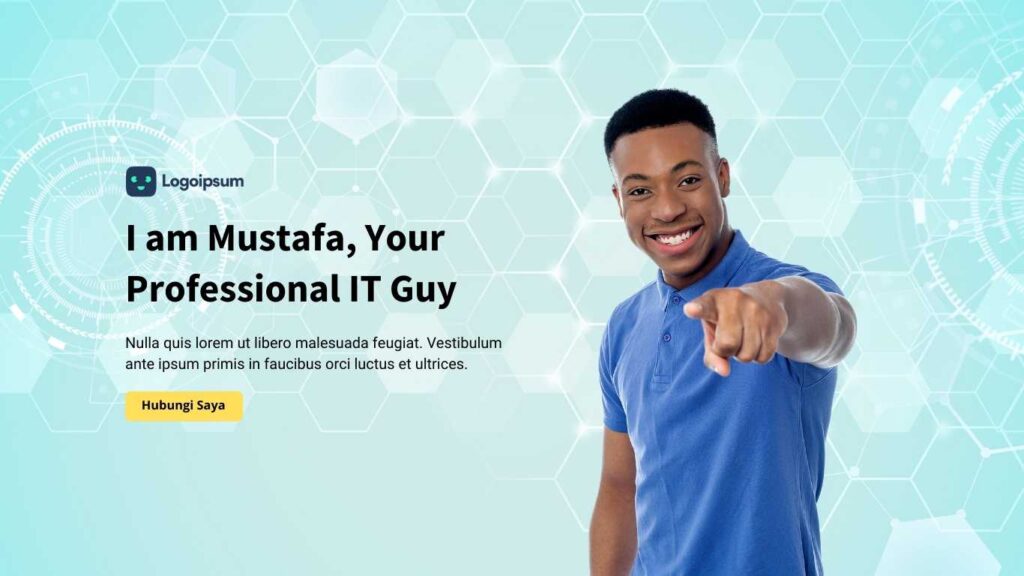 Logoipsum
I am Mustafa, Your
Professional IT Guy
Nulla quis lorem ut libero malesuada feugiat. Vestibulum
ante ipsum primis in faucibus orci luctus et ultrices.
Hubungi Saya